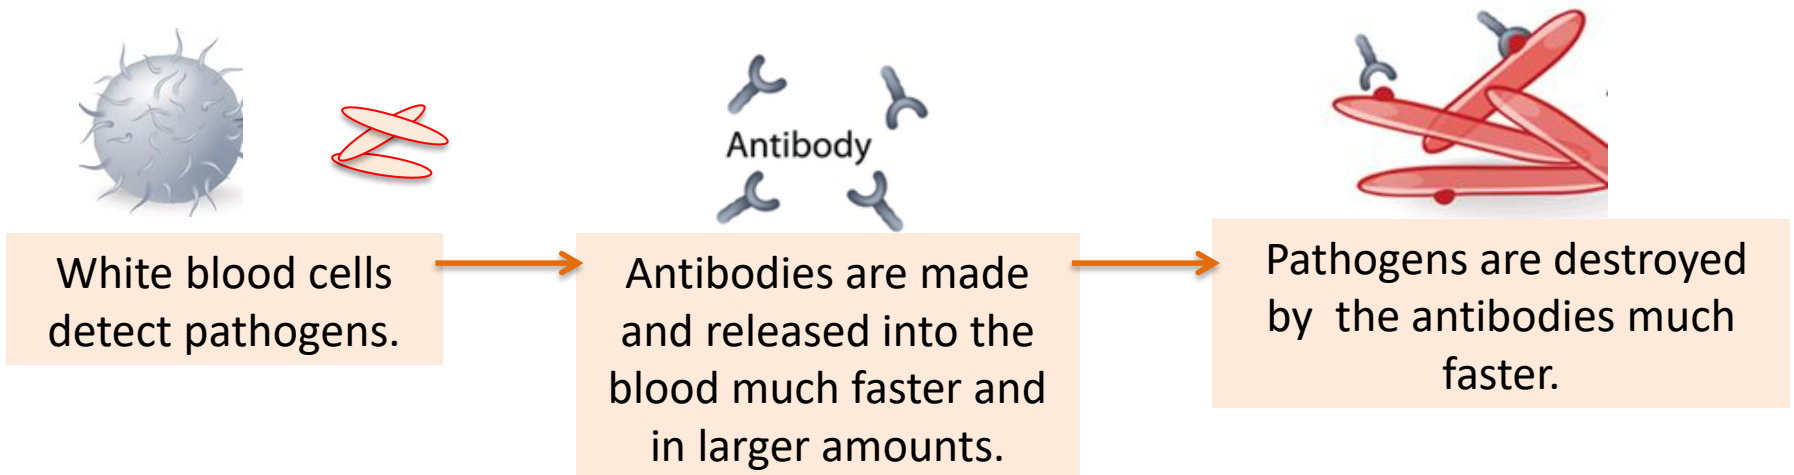 Antibody
White blood cells
detect pathogens.
Antibodies are made
and released into the
blood much faster and
in larger amounts.
Pathogens are destroyed
by  the antibodies much
faster.